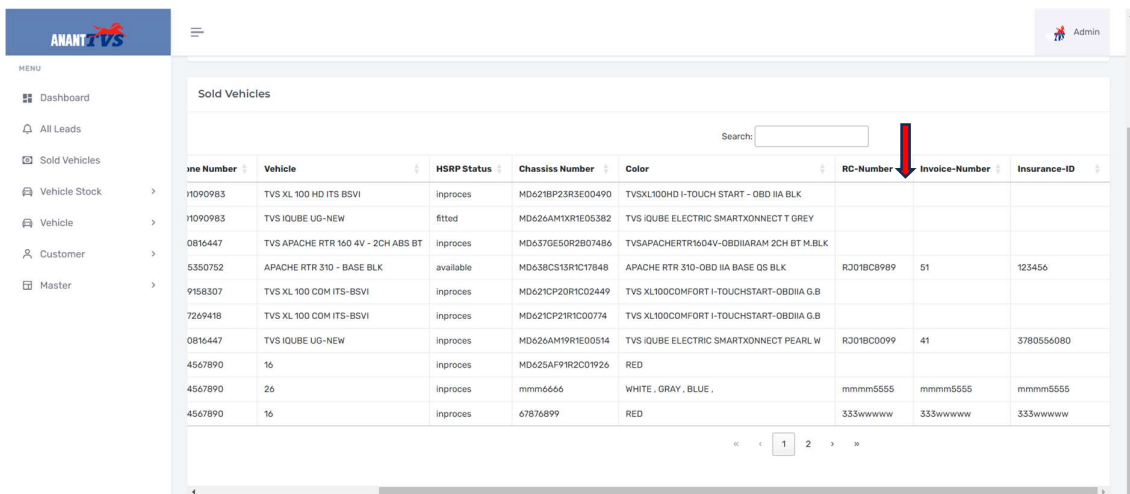 ANANT TVS
Admin
MENU
Dashboard
All Leads
Sold Vehicles
Vehicle Stock
Vehicle
Customer
Master
Sold Vehicles
Search:
one Number Vehicle HSRP Status Chassiss Number Color RC-Number Invoice-Number Insurance-ID
01090983 TVS XL 100 HD ITS BSVI inproces MD621BP23R3E00490 TVSXL100HD I-TOUCH START - OBD IIA BLK
01090983 TVS IQUBE UG-NEW fitted MD626AM1XR1E05382 TVS iQUBE ELECTRIC SMARTXONNECT T GREY
0816447 TVS APACHE RTR 160 4V - 2CH ABS BT inproces MD637GE50R2B07486 TVSAPACHERTR1604V-OBDIIARAM 2CH BT M.BLK
5350752 APACHE RTR 310 - BASE BLK available MD638CS13R1C17848 APACHE RTR 310-OBD IIA BASE QS BLK RJ01BC8989 51 123456
9158307 TVS XL 100 COM ITS-BSVI inproces MD621CP20R1C02449 TVS XL100COMFORT I-TOUCHSTART-OBDIIA G.B
7269418 TVS XL 100 COM ITS-BSVI inproces MD621CP21R1C00774 TVS XL100COMFORT I-TOUCHSTART-OBDIIA G.B
0816447 TVS IQUBE UG-NEW inproces MD626AM19R1E00514 TVS iQUBE ELECTRIC SMARTXONNECT PEARL W RJ01BC0099 41 3780556080
4567890 16 inproces MD625AF91R2C01926 RED
4567890 26 inproces mmm6666 WHITE , GRAY , BLUE , mmmm5555 mmmm5555 mmmm5555
4567890 16 inproces 67876899 RED 333wwwww 333wwwww 333wwwww
« ‹ 1 2 › »